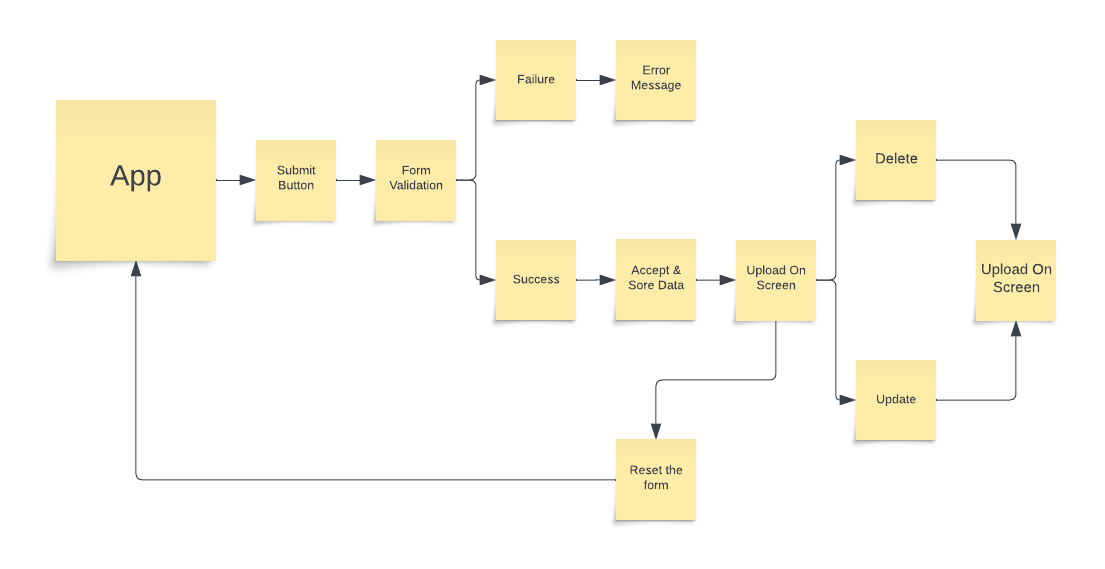 App
Submit
Button
Form
Validation
Failure
Error
Message
Success
Accept &
Sore Data
Upload On
Screen
Delete
Update
Upload On
Screen
Reset the
form